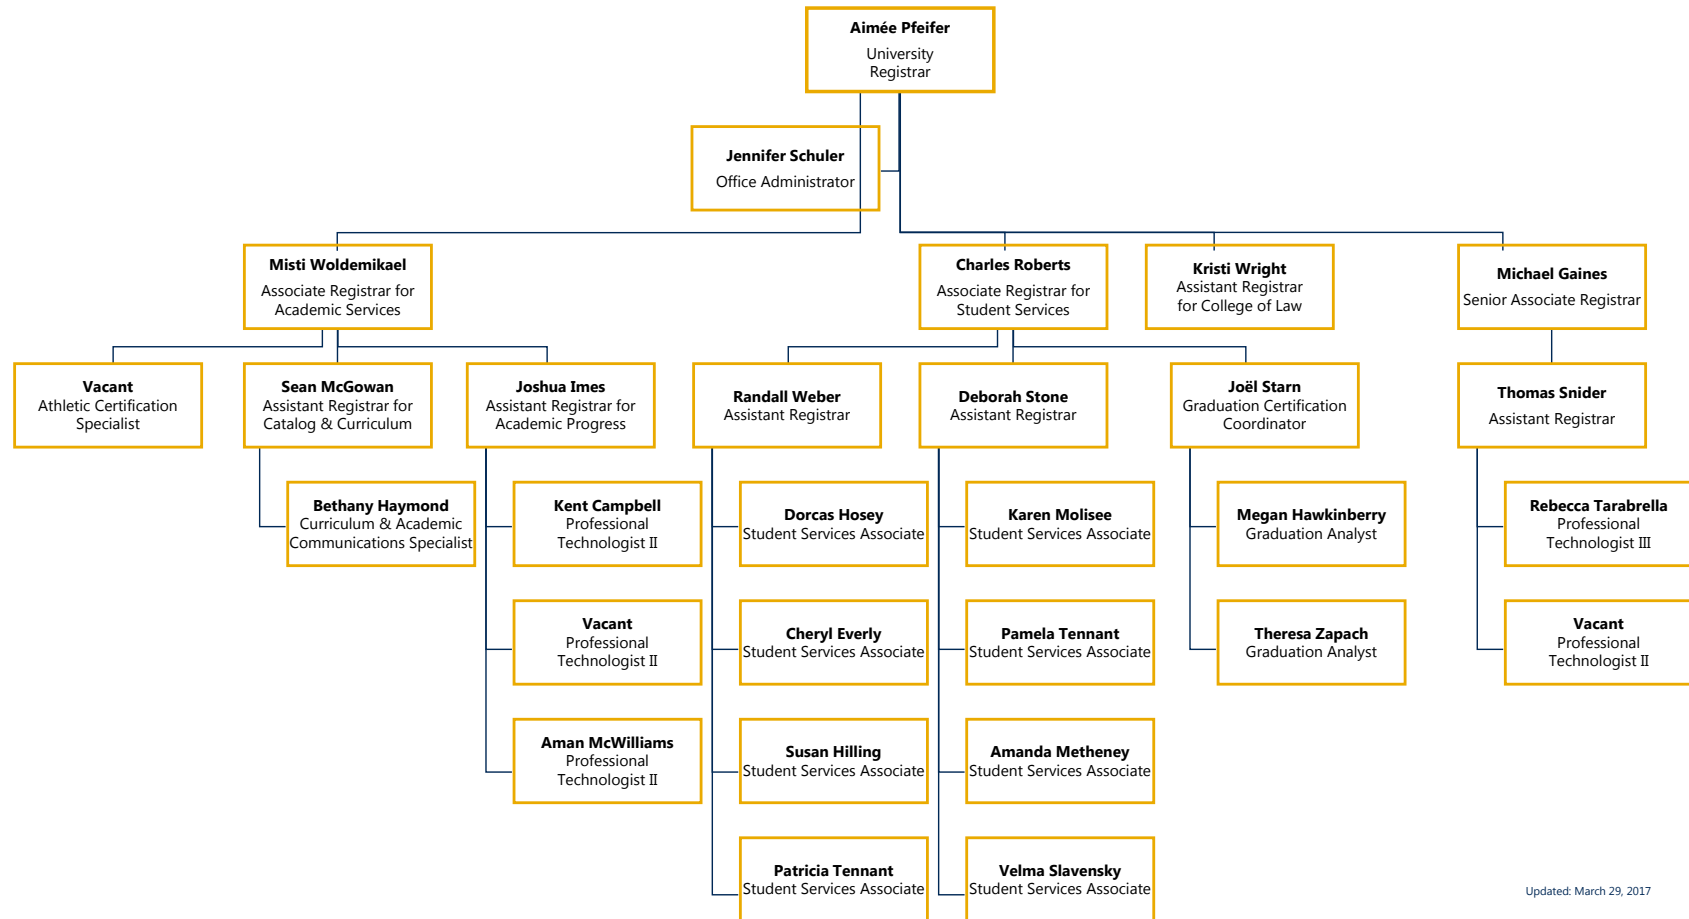 Aimée Pfeifer
University
Registrar
Jennifer Schuler
Office Administrator
Misti Woldemikael
Associate Registrar for
Academic Services
Charles Roberts
Associate Registrar for
Student Services
Kristi Wright
Assistant Registrar
for College of Law
Michael Gaines
Senior Associate Registrar
Vacant
Athletic Certification
Specialist
Sean McGowan
Assistant Registrar for
Catalog & Curriculum
Joshua Imes
Assistant Registrar for
Academic Progress
Randall Weber
Assistant Registrar
Deborah Stone
Assistant Registrar
Joël Starn
Graduation Certification
Coordinator
Thomas Snider
Assistant Registrar
Bethany Haymond
Curriculum & Academic
Communications Specialist
Kent Campbell
Professional
Technologist II
Dorcas Hosey
Student Services Associate
Karen Molisee
Student Services Associate
Megan Hawkinberry
Graduation Analyst
Rebecca Tarabrella
Professional
Technologist III
Vacant
Professional
Technologist II
Cheryl Everly
Student Services Associate
Pamela Tennant
Student Services Associate
Theresa Zapach
Graduation Analyst
Vacant
Professional
Technologist II
Aman McWilliams
Professional
Technologist II
Susan Hilling
Student Services Associate
Amanda Metheney
Student Services Associate
Patricia Tennant
Student Services Associate
Velma Slavensky
Student Services Associate
Updated: March 29, 2017